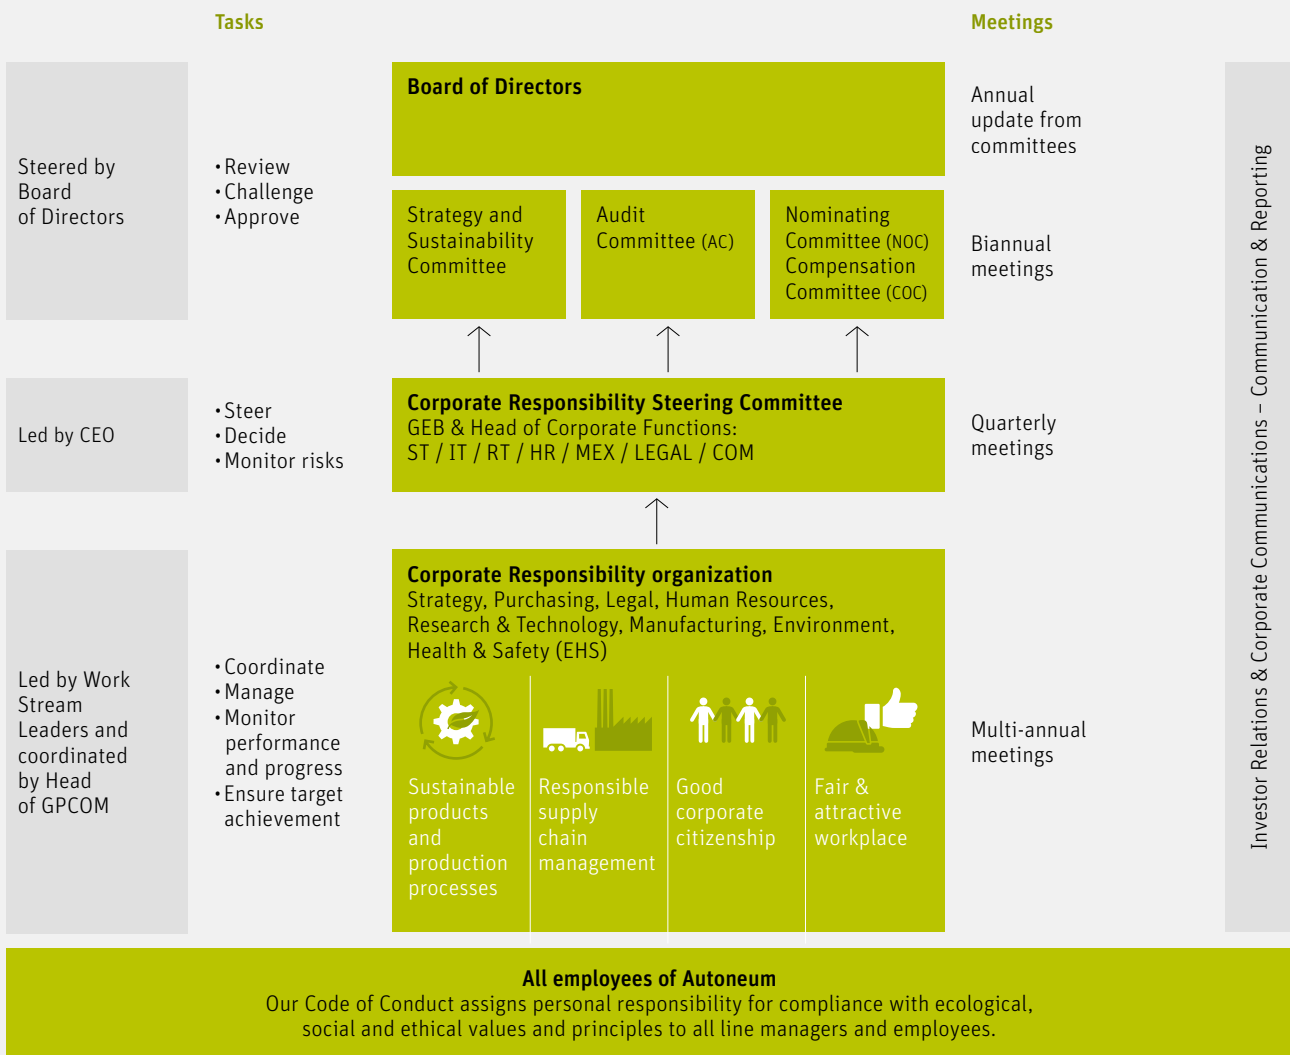 Tasks
Meetings
Steered by
Board
of Directors
• Review
• Challenge
• Approve
Board of Directors
Annual
update from
committees
Strategy and
Sustainability
Committee
Audit
Committee (AC)
Nominating
Committee (NOC)
Compensation
Committee (COC)
Biannual
meetings
Led by CEO
• Steer
• Decide
• Monitor risks
Corporate Responsibility Steering Committee
GEB & Head of Corporate Functions:
ST / IT / RT / HR / MEX / LEGAL / COM
Quarterly
meetings
Led by Work
Stream
Leaders and
coordinated
by Head
of GPCOM
• Coordinate
• Manage
• Monitor
performance
and progress
• Ensure target
achievement
Corporate Responsibility organization
Strategy, Purchasing, Legal, Human Resources,
Research & Technology, Manufacturing, Environment,
Health & Safety (EHS)
Sustainable
products
and
production
processes
Responsible
supply
chain
management
Good
corporate
citizenship
Fair &
attractive
workplace
Multi-annual
meetings
Investor Relations & Corporate Communications – Communication & Reporting
All employees of Autoneum
Our Code of Conduct assigns personal responsibility for compliance with ecological,
social and ethical values and principles to all line managers and employees.